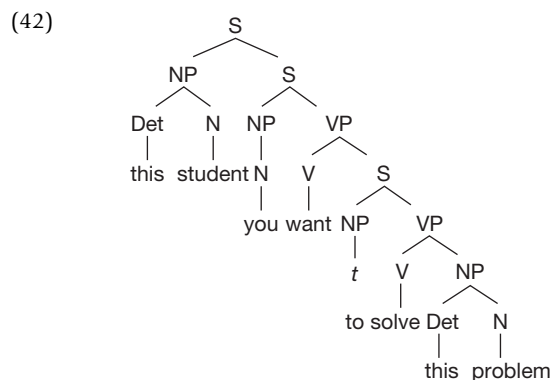 (42)
S
NP S
Det N NP VP
this student N V S
you want NP VP
t V NP
to solve Det N
this problem